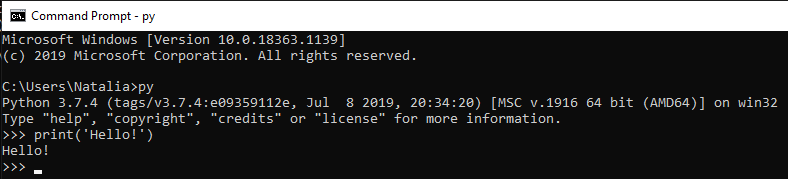 Command Prompt - py
Microsoft Windows [Version 10.0.18363.1139]
(c) 2019 Microsoft Corporation. All rights reserved.
C:\Users\Natalia>py
Python 3.7.4 (tags/v3.7.4:e09359112e, Jul  8 2019, 20:34:20) [MSC v.1916 64 bit (AMD64)] on win32
Type "help", "copyright", "credits" or "license" for more information.
>>> print('Hello!')
Hello!
>>>